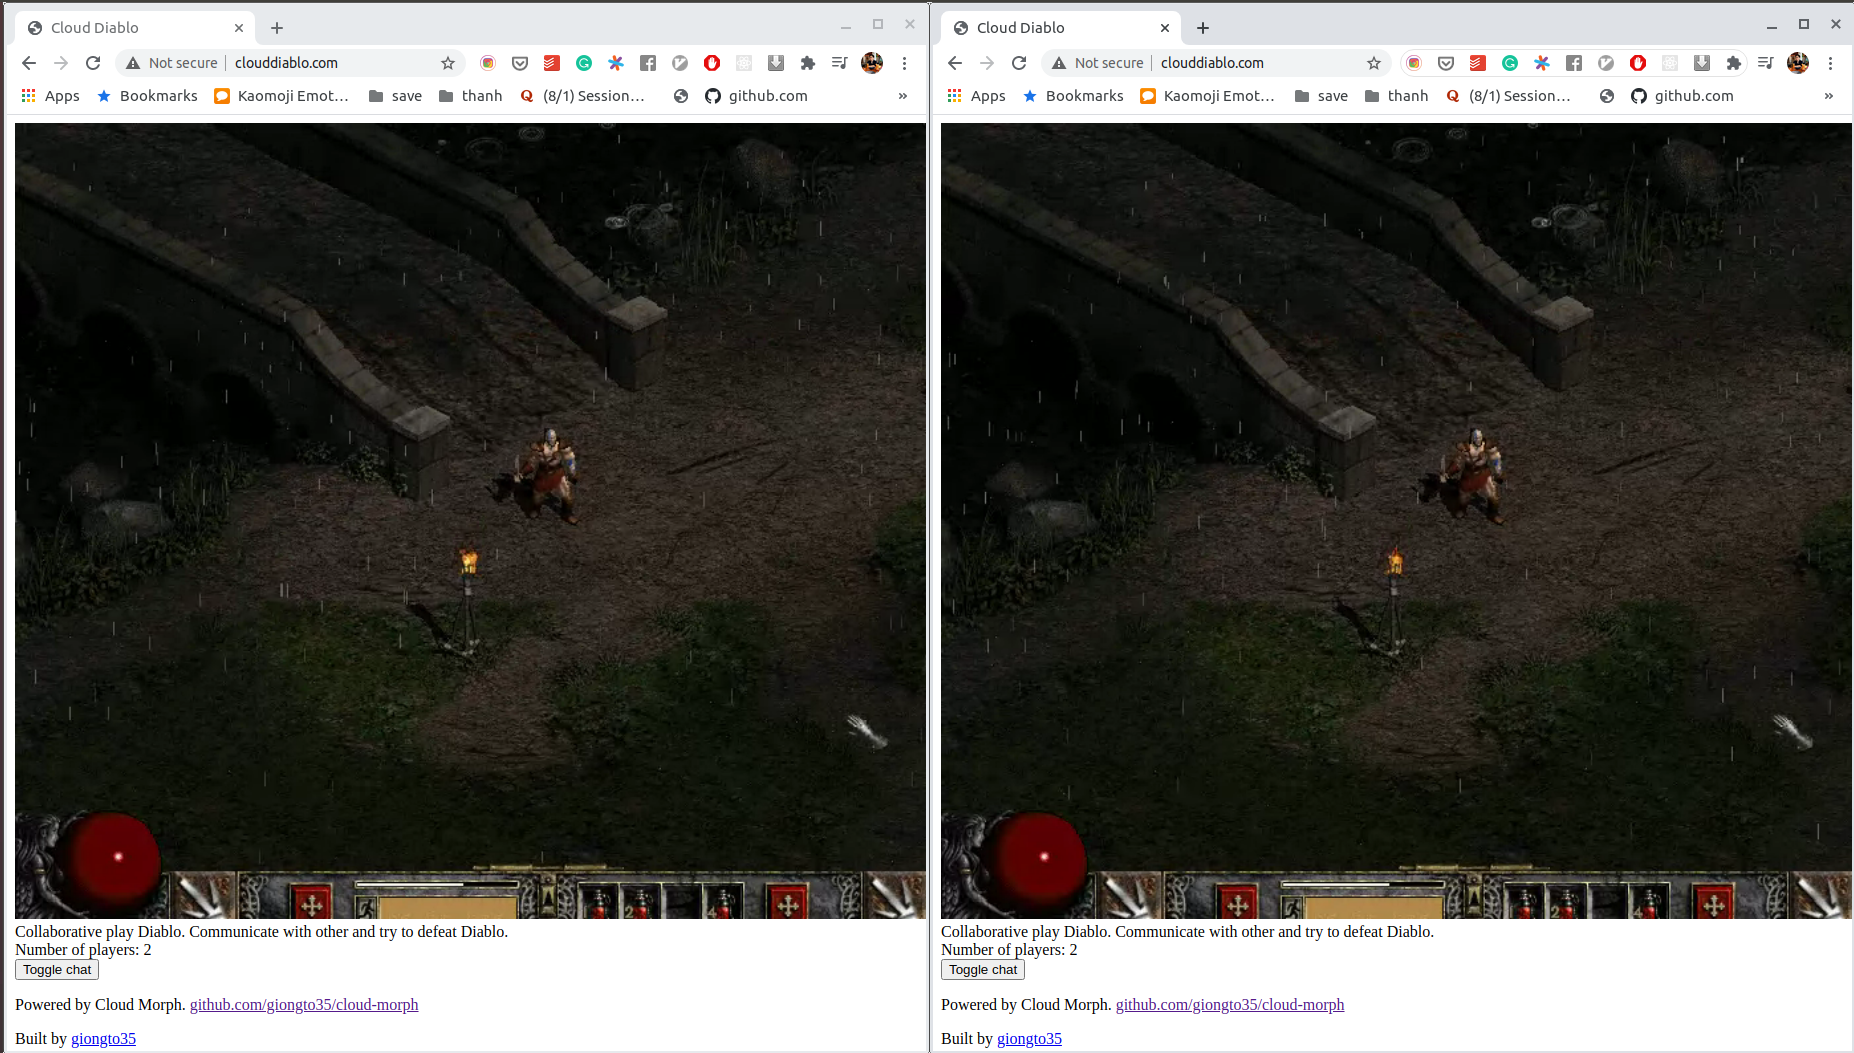 Cloud Diablo
Not secure clouddiablo.com
Apps Bookmarks Kaomoji Emot... save thanh (8/1) Session... github.com »
2 4
Collaborative play Diablo. Communicate with other and try to defeat Diablo.
Number of players: 2
Toggle chat
Powered by Cloud Morph. github.com/giongto35/cloud-morph
Built by giongto35
Cloud Diablo
Not secure clouddiablo.com
Apps Bookmarks Kaomoji Emot... save thanh (8/1) Session... github.com »
2 4
Collaborative play Diablo. Communicate with other and try to defeat Diablo.
Number of players: 2
Toggle chat
Powered by Cloud Morph. github.com/giongto35/cloud-morph
Built by giongto35